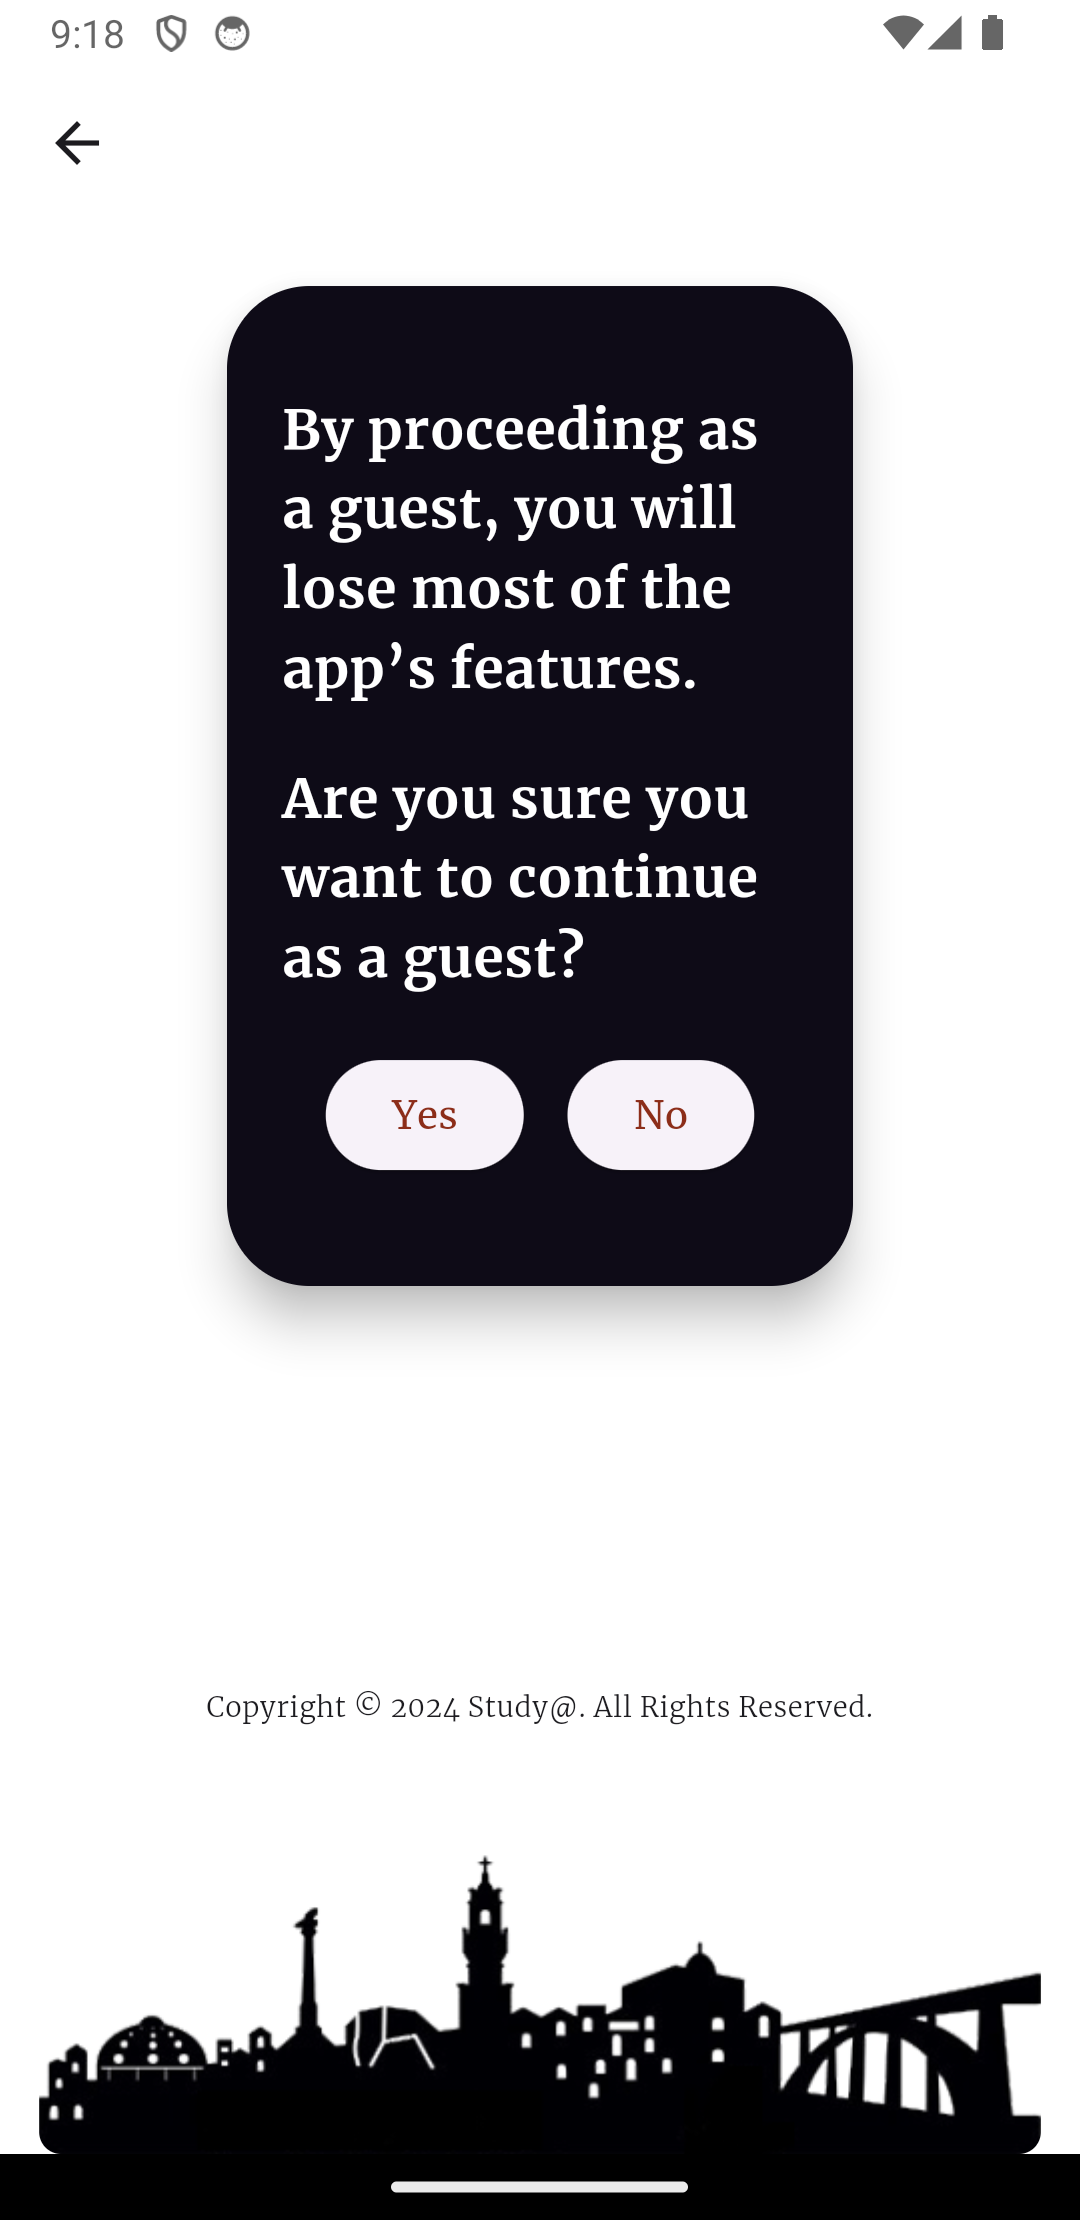 9:18
By proceeding as
a guest, you will
lose most of the
app’s features.
Are you sure you
want to continue
as a guest?
Yes No
Copyright © 2024 Study@. All Rights Reserved.